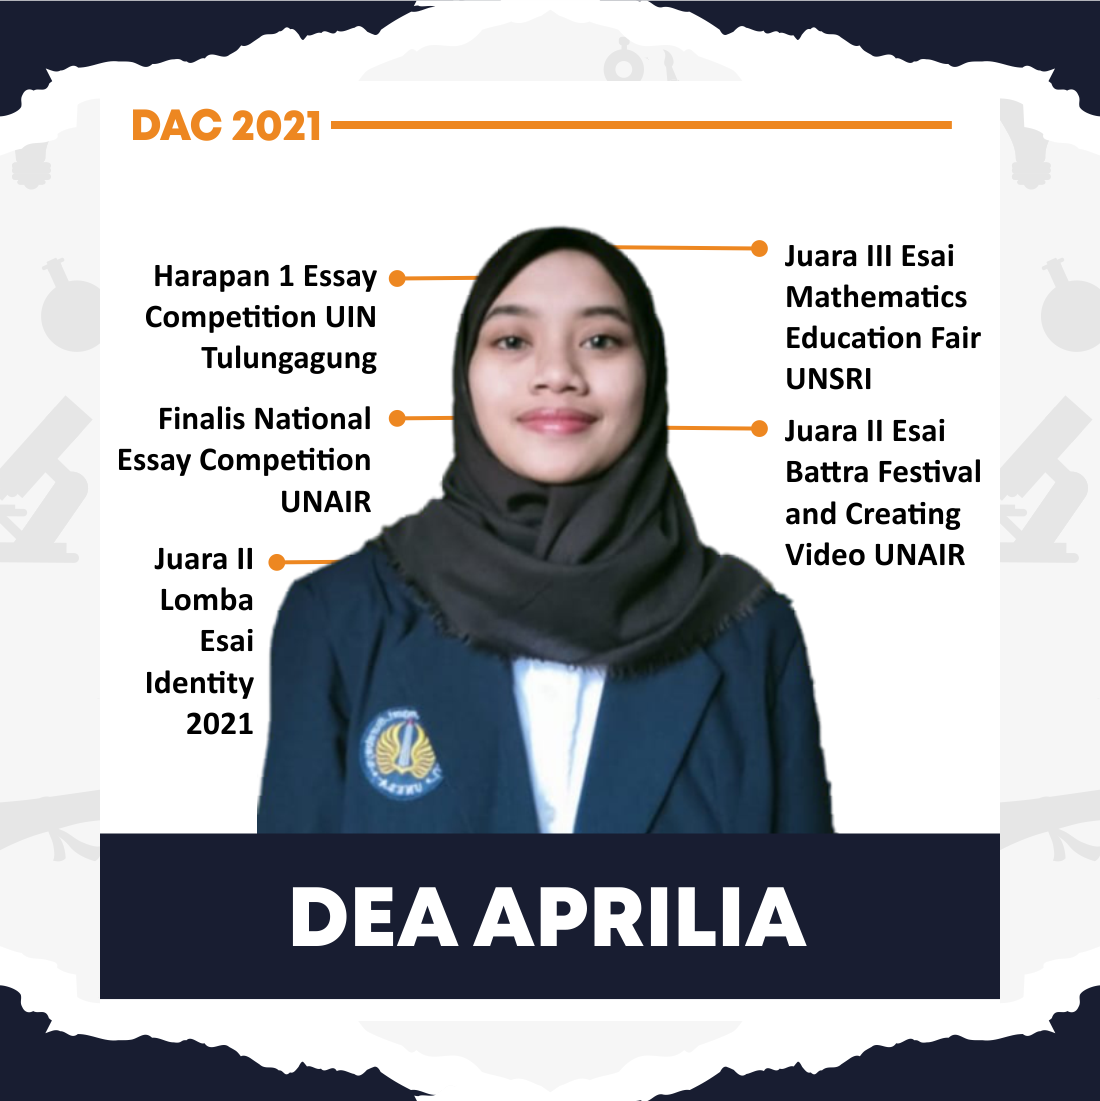 DAC 2021
Harapan 1 Essay
Competition UIN
Tulungagung
Finalis National
Essay Competition
UNAIR
Juara II
Lomba
Esai
Identity
2021
Juara III Esai
Mathematics
Education Fair
UNSRI
Juara II Esai
Battra Festival
and Creating
Video UNAIR
UNESA
DEA APRILIA